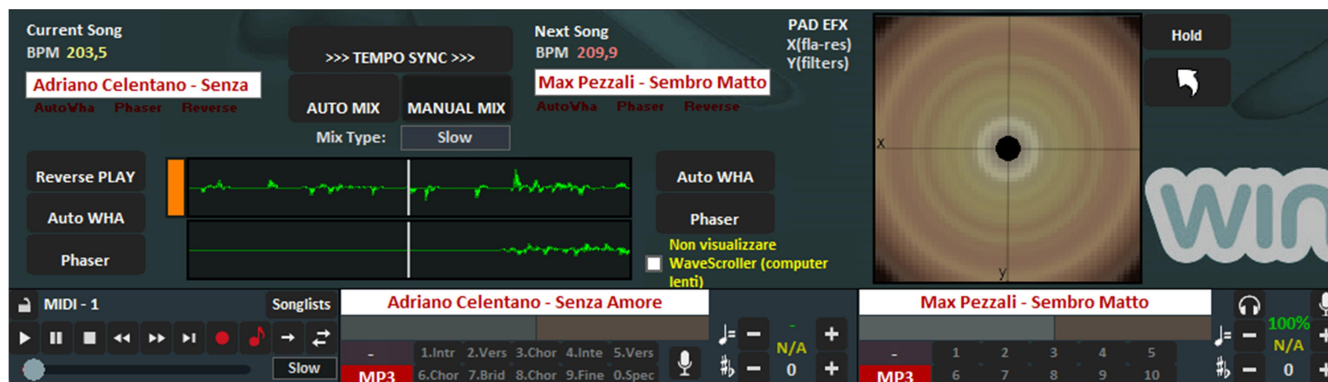 Current Song
BPM 203,5
Adriano Celentano - Senza
AutoWha Phaser Reverse
>>> TEMPO SYNC >>>
AUTO MIX
MANUAL MIX
Mix Type:
Slow
Next Song
BPM 209,9
Max Pezzali - Sembro Matto
AutoWha Phaser Reverse
PAD EFX
X(fla-res)
Y(filters)
x
y
Hold
Reverse PLAY
Auto WHA
Phaser
Auto WHA
Phaser
Non visualizzare
WaveScroller (computer
lenti)
MIDI - 1
Songlists
Slow
Adriano Celentano - Senza Amore
-
MP3
1.Intr 2.Vers 3.Chor 4.Inte 5.Vers
6.Chor 7.Brid 8.Chor 9.Fine 0.Spec
-
N/A
0
Max Pezzali - Sembro Matto
-
MP3
1 2 3 4 5
6 7 8 9 10
100%
N/A
0